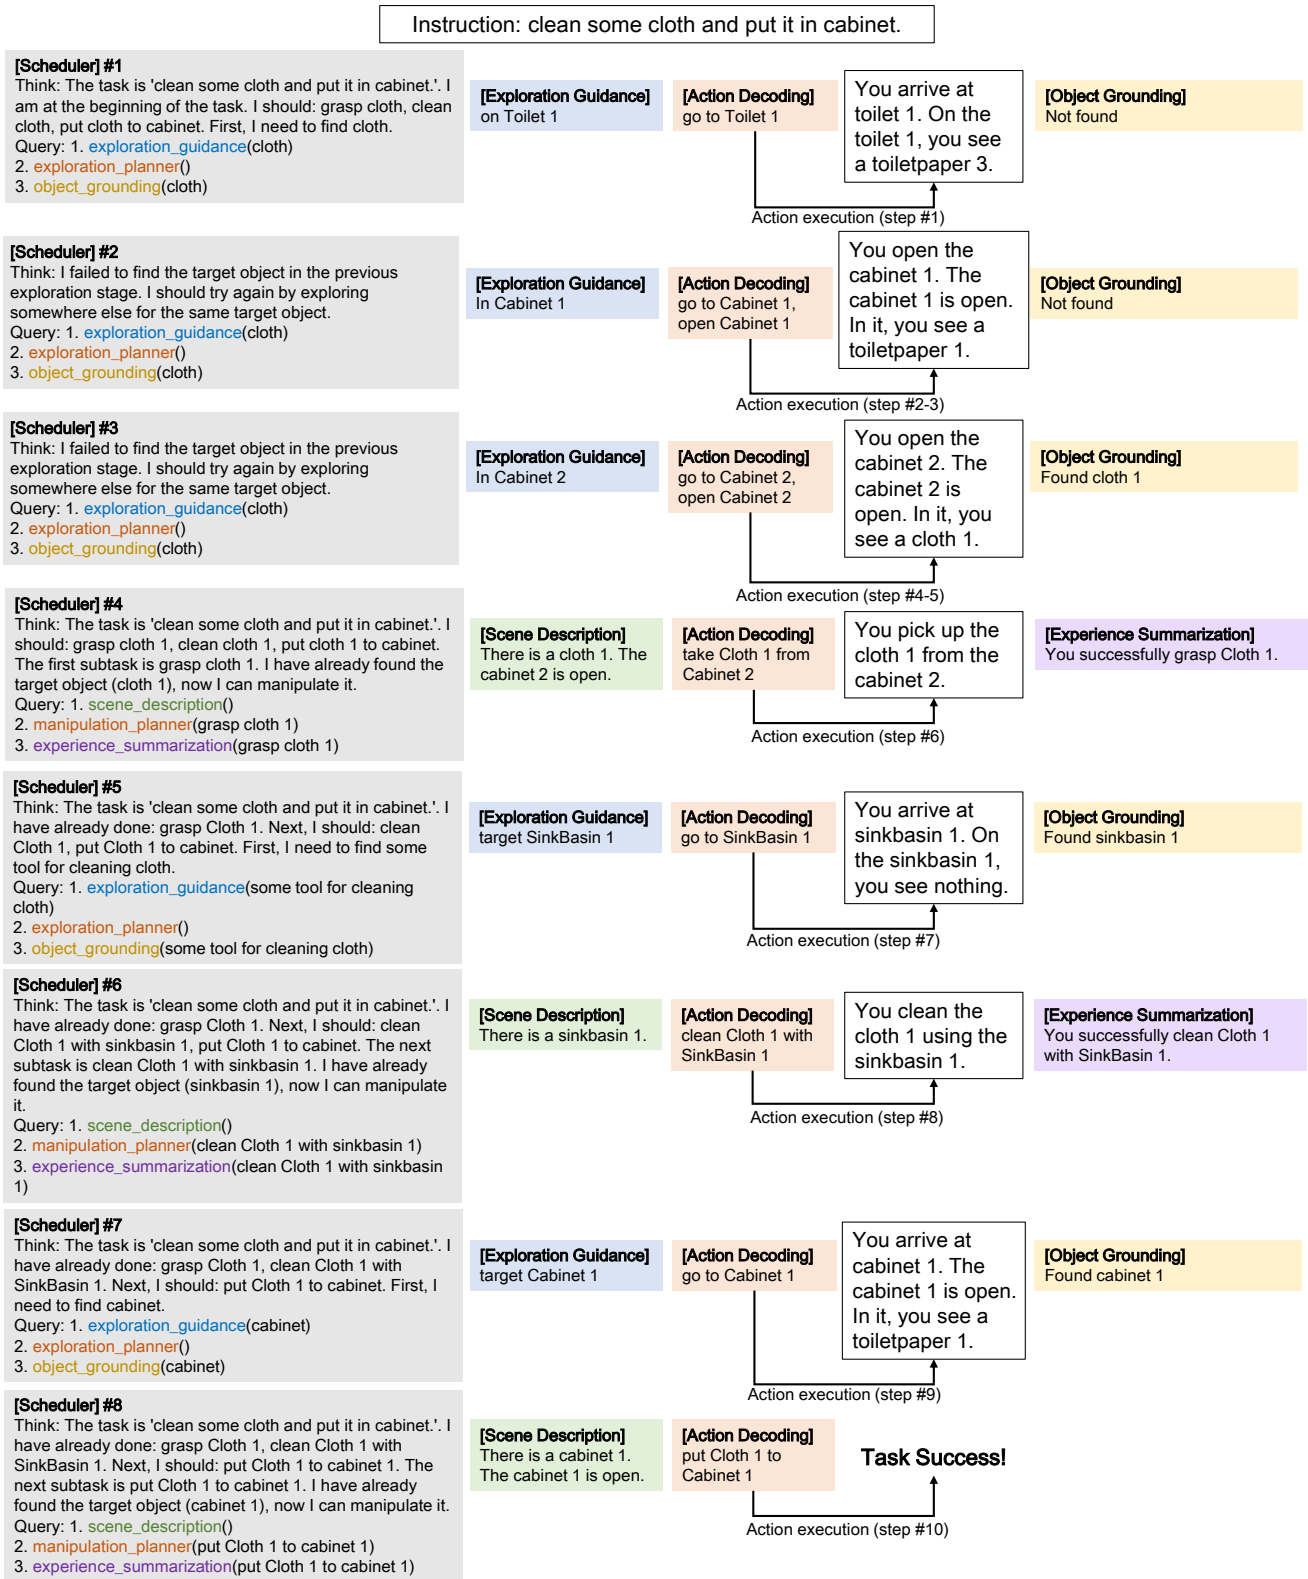 Instruction: clean some cloth and put it in cabinet.
[Scheduler] #1
Think: The task is 'clean some cloth and put it in cabinet.'. I
am at the beginning of the task. I should: grasp cloth, clean
cloth, put cloth to cabinet. First, I need to find cloth.
Query: 1. exploration_guidance(cloth)
2. exploration_planner()
3. object_grounding(cloth)
[Exploration Guidance]
on Toilet 1
[Action Decoding]
go to Toilet 1
You arrive at
toilet 1. On the
toilet 1, you see
a toiletpaper 3.
[Object Grounding]
Not found
Action execution (step #1)
[Scheduler] #2
Think: I failed to find the target object in the previous
exploration stage. I should try again by exploring
somewhere else for the same target object.
Query: 1. exploration_guidance(cloth)
2. exploration_planner()
3. object_grounding(cloth)
[Exploration Guidance]
In Cabinet 1
[Action Decoding]
go to Cabinet 1,
open Cabinet 1
You open the
cabinet 1. The
cabinet 1 is open.
In it, you see a
toiletpaper 1.
[Object Grounding]
Not found
Action execution (step #2-3)
[Scheduler] #3
Think: I failed to find the target object in the previous
exploration stage. I should try again by exploring
somewhere else for the same target object.
Query: 1. exploration_guidance(cloth)
2. exploration_planner()
3. object_grounding(cloth)
[Exploration Guidance]
In Cabinet 2
[Action Decoding]
go to Cabinet 2,
open Cabinet 2
You open the
cabinet 2. The
cabinet 2 is
open. In it, you
see a cloth 1.
[Object Grounding]
Found cloth 1
Action execution (step #4-5)
[Scheduler] #4
Think: The task is 'clean some cloth and put it in cabinet.'. I
should: grasp cloth 1, clean cloth 1, put cloth 1 to cabinet.
The first subtask is grasp cloth 1. I have already found the
target object (cloth 1), now I can manipulate it.
Query: 1. scene_description()
2. manipulation_planner(grasp cloth 1)
3. experience_summarization(grasp cloth 1)
[Scene Description]
There is a cloth 1. The
cabinet 2 is open.
[Action Decoding]
take Cloth 1 from
Cabinet 2
You pick up the
cloth 1 from the
cabinet 2.
[Experience Summarization]
You successfully grasp Cloth 1.
Action execution (step #6)
[Scheduler] #5
Think: The task is 'clean some cloth and put it in cabinet.'. I
have already done: grasp Cloth 1. Next, I should: clean
Cloth 1, put Cloth 1 to cabinet. First, I need to find some
tool for cleaning cloth.
Query: 1. exploration_guidance(some tool for cleaning
cloth)
2. exploration_planner()
3. object_grounding(some tool for cleaning cloth)
[Exploration Guidance]
target SinkBasin 1
[Action Decoding]
go to SinkBasin 1
You arrive at
sinkbasin 1. On
the sinkbasin 1,
you see nothing.
[Object Grounding]
Found sinkbasin 1
Action execution (step #7)
[Scheduler] #6
Think: The task is 'clean some cloth and put it in cabinet.'. I
have already done: grasp Cloth 1. Next, I should: clean
Cloth 1 with sinkbasin 1, put Cloth 1 to cabinet. The next
subtask is clean Cloth 1 with sinkbasin 1. I have already
found the target object (sinkbasin 1), now I can manipulate
it.
Query: 1. scene_description()
2. manipulation_planner(clean Cloth 1 with sinkbasin 1)
3. experience_summarization(clean Cloth 1 with sinkbasin
1)
[Scene Description]
There is a sinkbasin 1.
[Action Decoding]
clean Cloth 1 with
SinkBasin 1
You clean the
cloth 1 using the
sinkbasin 1.
[Experience Summarization]
You successfully clean Cloth 1
with SinkBasin 1.
Action execution (step #8)
[Scheduler] #7
Think: The task is 'clean some cloth and put it in cabinet.'. I
have already done: grasp Cloth 1, clean Cloth 1 with
SinkBasin 1. Next, I should: put Cloth 1 to cabinet. First, I
need to find cabinet.
Query: 1. exploration_guidance(cabinet)
2. exploration_planner()
3. object_grounding(cabinet)
[Exploration Guidance]
target Cabinet 1
[Action Decoding]
go to Cabinet 1
You arrive at
cabinet 1. The
cabinet 1 is open.
In it, you see a
toiletpaper 1.
[Object Grounding]
Found cabinet 1
Action execution (step #9)
[Scheduler] #8
Think: The task is 'clean some cloth and put it in cabinet.'. I
have already done: grasp Cloth 1, clean Cloth 1 with
SinkBasin 1. Next, I should: put Cloth 1 to cabinet 1. The
next subtask is put Cloth 1 to cabinet 1. I have already
found the target object (cabinet 1), now I can manipulate it.
Query: 1. scene_description()
2. manipulation_planner(put Cloth 1 to cabinet 1)
3. experience_summarization(put Cloth 1 to cabinet 1)
[Scene Description]
There is a cabinet 1.
The cabinet 1 is open.
[Action Decoding]
put Cloth 1 to
Cabinet 1
Task Success!
Action execution (step #10)